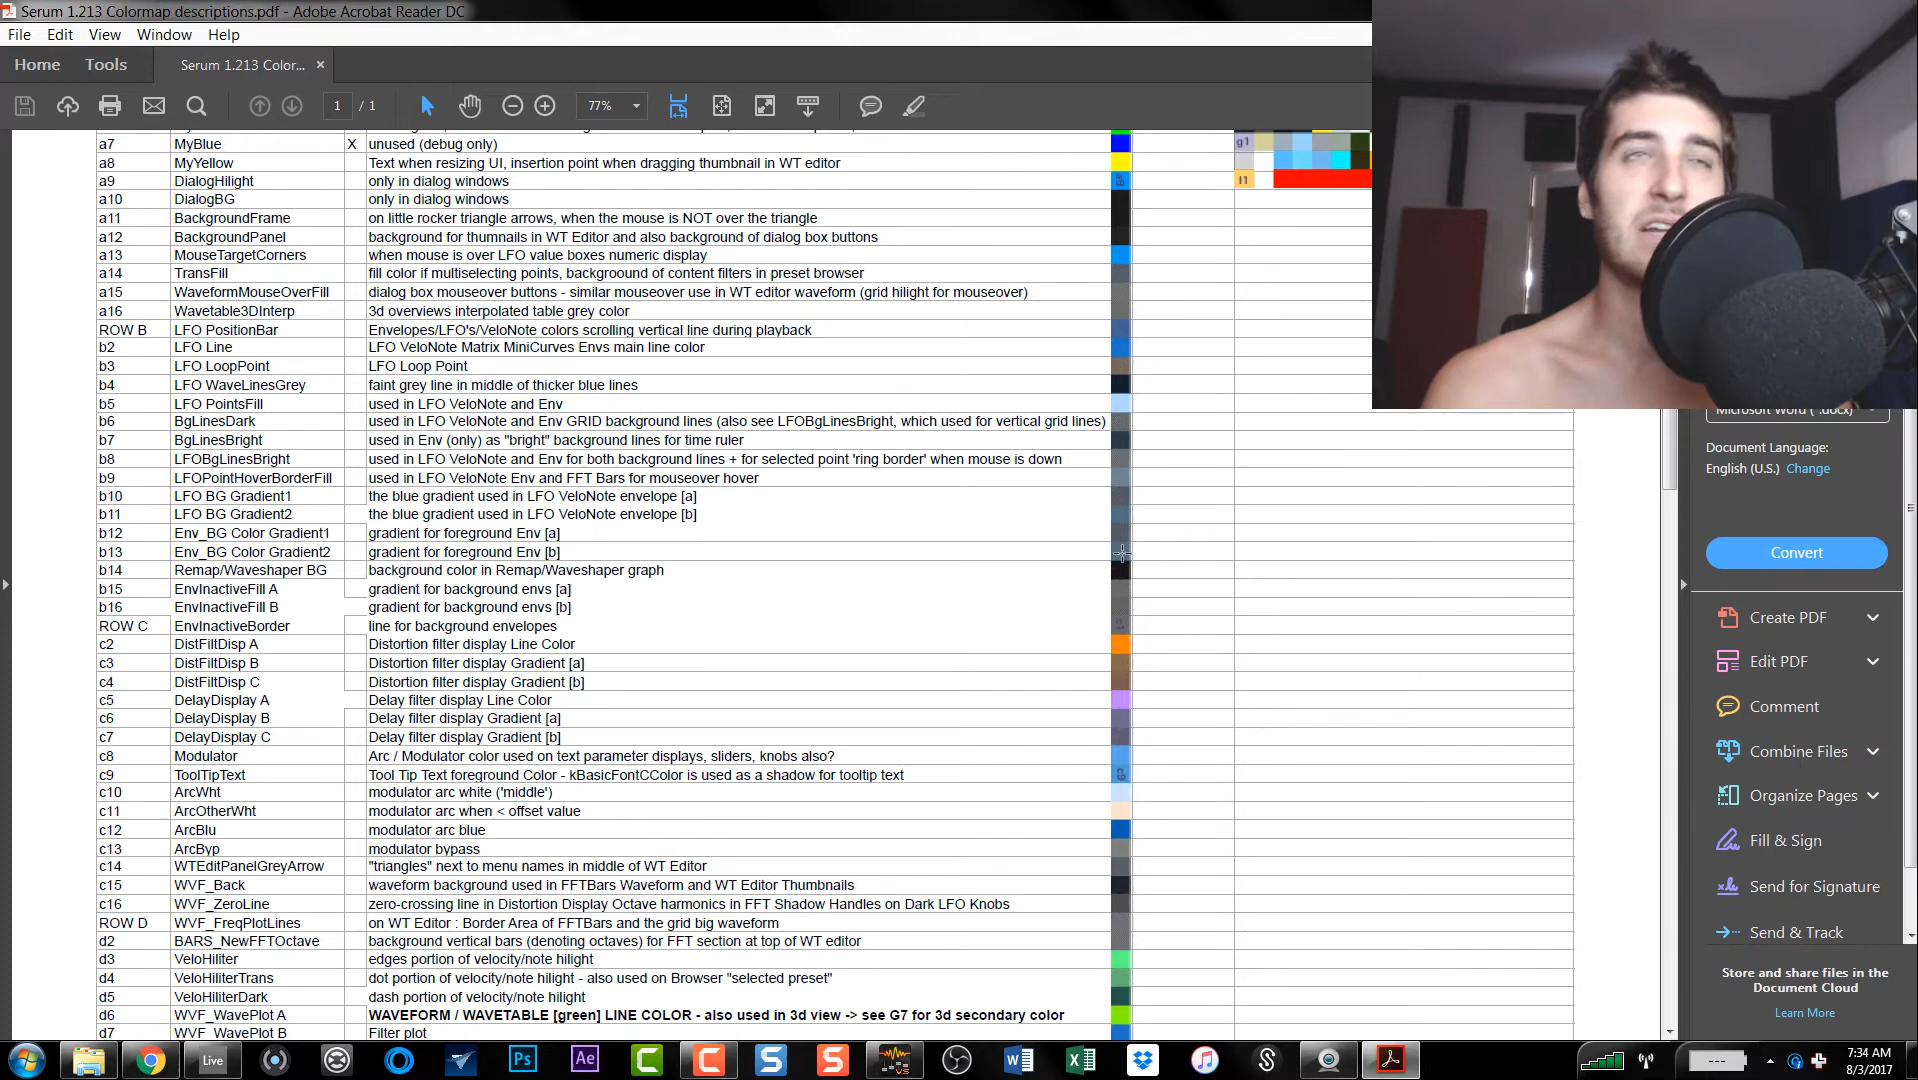 Serum 1.213 Colormap descriptions.pdf - Adobe Acrobat Reader DC
File Edit View Window Help
Home Tools Serum 1.213 Color... ×
1 / 1 77%
a7 MyBlue X unused (debug only)
a8 MyYellow Text when resizing UI, insertion point when dragging thumbnail in WT editor
a9 DialogHilight only in dialog windows
a10 DialogBG only in dialog windows
a11 BackgroundFrame on little rocker triangle arrows, when the mouse is NOT over the triangle
a12 BackgroundPanel background for thumnails in WT Editor and also background of dialog box buttons
a13 MouseTargetCorners when mouse is over LFO value boxes numeric display
a14 TransFill fill color if multiselecting points, backgroound of content filters in preset browser
a15 WaveformMouseOverFill dialog box mouseover buttons - similar mouseover use in WT editor waveform (grid hilight for mouseover)
a16 Wavetable3DInterp 3d overviews interpolated table grey color
ROW B LFO PositionBar Envelopes/LFO's/VeloNote colors scrolling vertical line during playback
b2 LFO Line LFO VeloNote Matrix MiniCurves Envs main line color
b3 LFO LoopPoint LFO Loop Point
b4 LFO WaveLinesGrey faint grey line in middle of thicker blue lines
b5 LFO PointsFill used in LFO VeloNote and Env
b6 BgLinesDark used in LFO VeloNote and Env GRID background lines (also see LFOBgLinesBright, which used for vertical grid lines)
b7 BgLinesBright used in Env (only) as "bright" background lines for time ruler
b8 LFOBgLinesBright used in LFO VeloNote and Env for both background lines + for selected point 'ring border' when mouse is down
b9 LFOPointHoverBorderFill used in LFO VeloNote Env and FFT Bars for mouseover hover
b10 LFO BG Gradient1 the blue gradient used in LFO VeloNote envelope [a]
b11 LFO BG Gradient2 the blue gradient used in LFO VeloNote envelope [b]
b12 Env_BG Color Gradient1 gradient for foreground Env [a]
b13 Env_BG Color Gradient2 gradient for foreground Env [b]
b14 Remap/Waveshaper BG background color in Remap/Waveshaper graph
b15 EnvInactiveFill A gradient for background envs [a]
b16 EnvInactiveFill B gradient for background envs [b]
ROW C EnvInactiveBorder line for background envelopes c1
c2 DistFiltDisp A Distortion filter display Line Color
c3 DistFiltDisp B Distortion filter display Gradient [a]
c4 DistFiltDisp C Distortion filter display Gradient [b]
c5 DelayDisplay A Delay filter display Line Color
c6 DelayDisplay B Delay filter display Gradient [a]
c7 DelayDisplay C Delay filter display Gradient [b]
c8 Modulator Arc / Modulator color used on text parameter displays, sliders, knobs also?
c9 ToolTipText Tool Tip Text foreground Color - kBasicFontCColor is used as a shadow for tooltip text c9
c10 ArcWht modulator arc white ('middle')
c11 ArcOtherWht modulator arc when < offset value
c12 ArcBlu modulator arc blue
c13 ArcByp modulator bypass
c14 WTEditPanelGreyArrow "triangles" next to menu names in middle of WT Editor
c15 WVF_Back waveform background used in FFTBars Waveform and WT Editor Thumbnails
c16 WVF_ZeroLine zero-crossing line in Distortion Display Octave harmonics in FFT Shadow Handles on Dark LFO Knobs
ROW D WVF_FreqPlotLines on WT Editor : Border Area of FFTBars and the grid big waveform
d2 BARS_NewFFTOctave background vertical bars (denoting octaves) for FFT section at top of WT editor
d3 VeloHiliter edges portion of velocity/note hilight
d4 VeloHiliterTrans dot portion of velocity/note hilight - also used on Browser "selected preset"
d5 VeloHiliterDark dash portion of velocity/note hilight
d6 WVF_WavePlot A WAVEFORM / WAVETABLE [green] LINE COLOR - also used in 3d view -> see G7 for 3d secondary color
d7 WVF_WavePlot B Filter plot
g1
I1
Microsoft Word (*.docx)
Document Language:
English (U.S.) Change
Convert
Create PDF
Edit PDF
Comment
Combine Files
Organize Pages
Fill & Sign
Send for Signature
Send & Track
Store and share files in the
Document Cloud
Learn More
Live Ps Ae
7:34 AM
8/3/2017